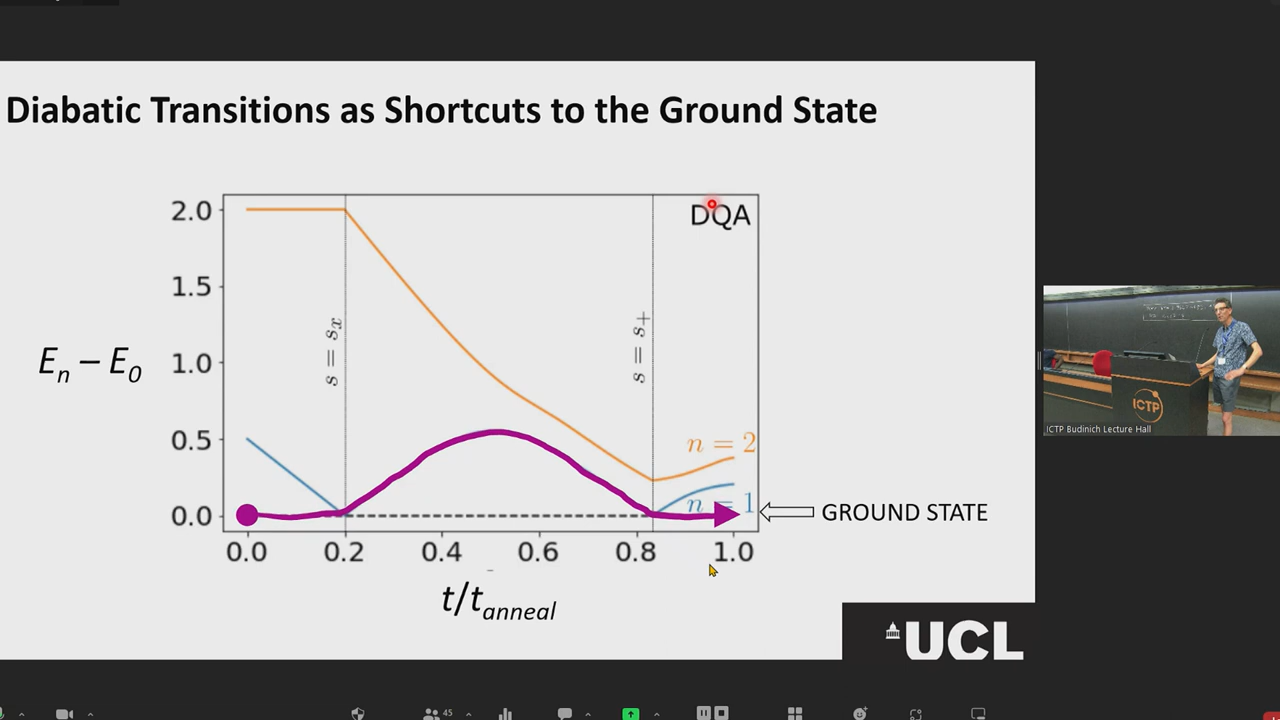 Diabatic Transitions as Shortcuts to the Ground State
DQA
2.0
1.5
1.0
0.5
0.0
E_n – E_0
s = s_x
s = s_+
n = 2
n = 1
GROUND STATE
0.0 0.2 0.4 0.6 0.8 1.0
t/t_anneal
UCL
ICTP
ICTP Budinich Lecture Hall
45